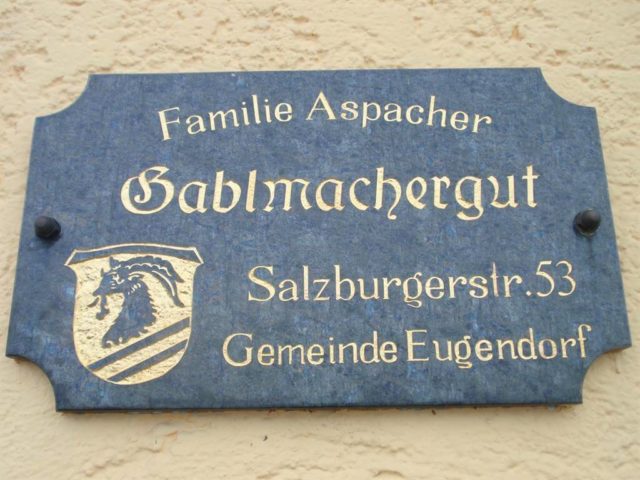 Familie Aspacher
Gablmachergut
Salzburgerstr. 53
Gemeinde Eugendorf